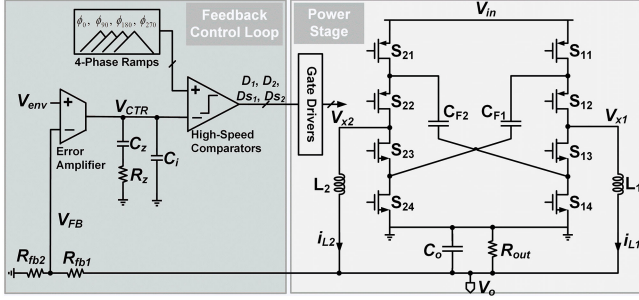 Feedback
Control Loop
Power
Stage
V_in
ϕ_0, ϕ_90, ϕ_180, ϕ_270
4-Phase Ramps
D_1, D_2,
Ds_1, Ds_2
Gate Drivers
V_env
V_CTR
Error
Amplifier
High-Speed
Comparators
C_z
C_i
R_z
V_FB
R_fb2
R_fb1
S_21
S_11
S_22
S_12
C_F2
C_F1
V_x2
V_x1
S_23
S_13
L_2
L_1
S_24
S_14
i_L2
i_L1
C_o
R_out
V_o